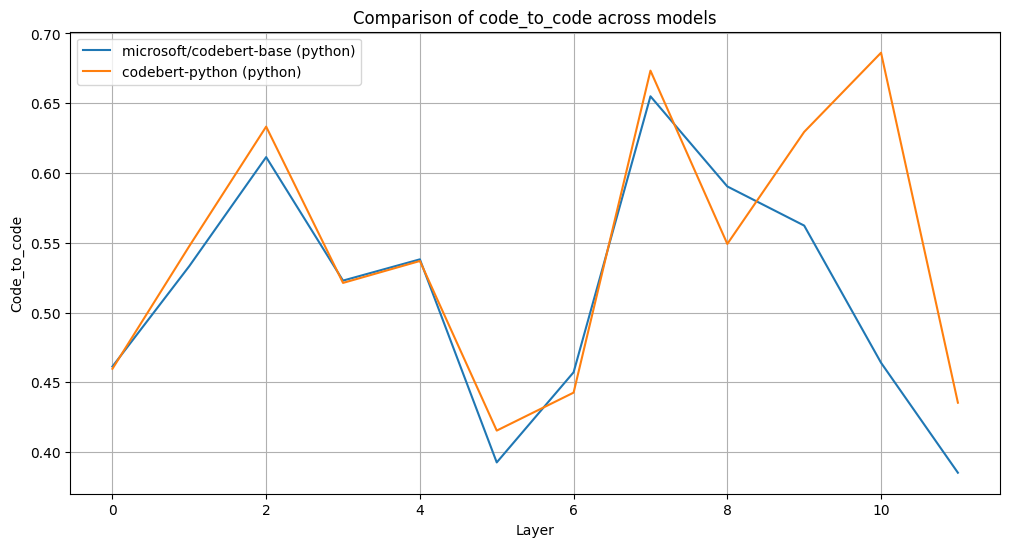 Comparison of code_to_code across models
microsoft/codebert-base (python)
codebert-python (python)
Code_to_code
0.70
0.65
0.60
0.55
0.50
0.45
0.40
0 2 4 6 8 10
Layer